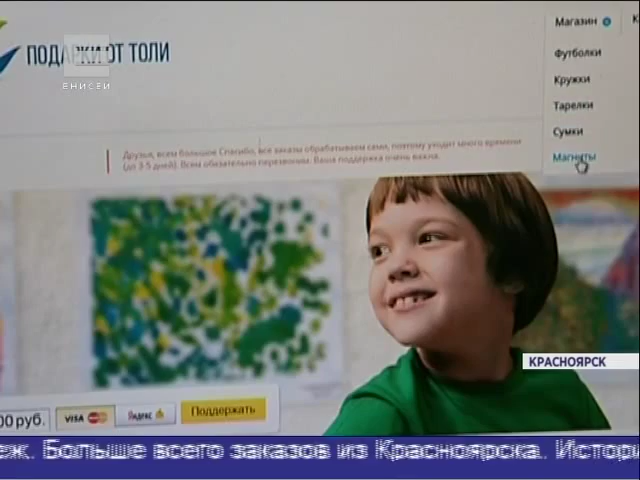 ПОДАРКИ ОТ ТОЛИ
ЕНИСЕЙ
Магазин
Футболки
Кружки
Тарелки
Сумки
Магниты
Друзья, всем большое Спасибо, все заказы обрабатываем сами, поэтому уходит много времени
(до 3-5 дней). Всем обязательно перезвоним. Ваша поддержка очень важна.
КРАСНОЯРСК
00 руб.
VISA
Яндекс
Поддержать
еж. Больше всего заказов из Красноярска. Истори